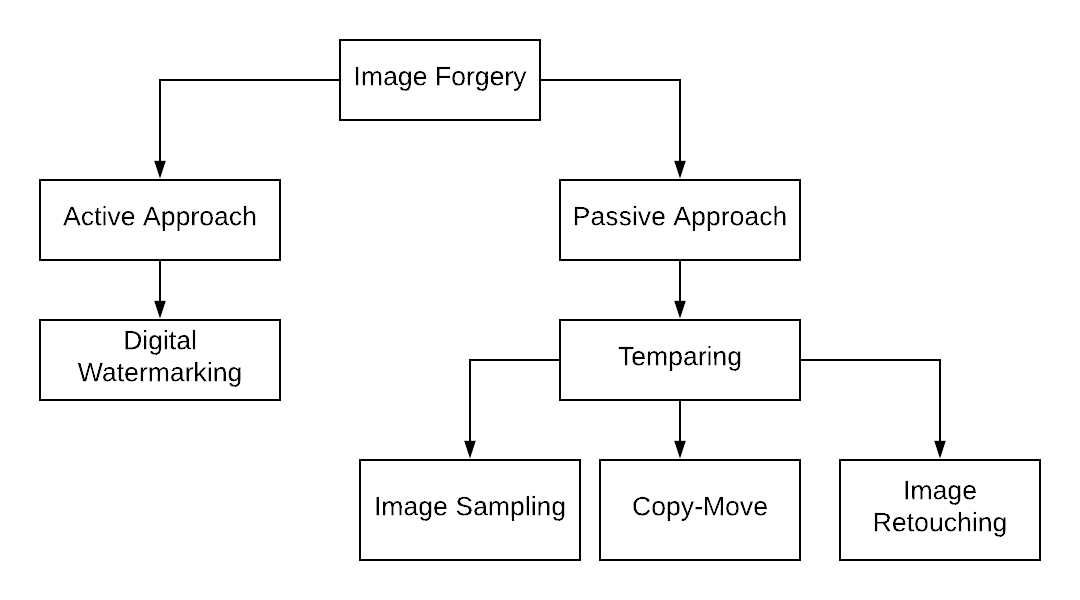 Image Forgery
Active Approach
Passive Approach
Digital
Watermarking
Temparing
Image Sampling
Copy-Move
Image
Retouching